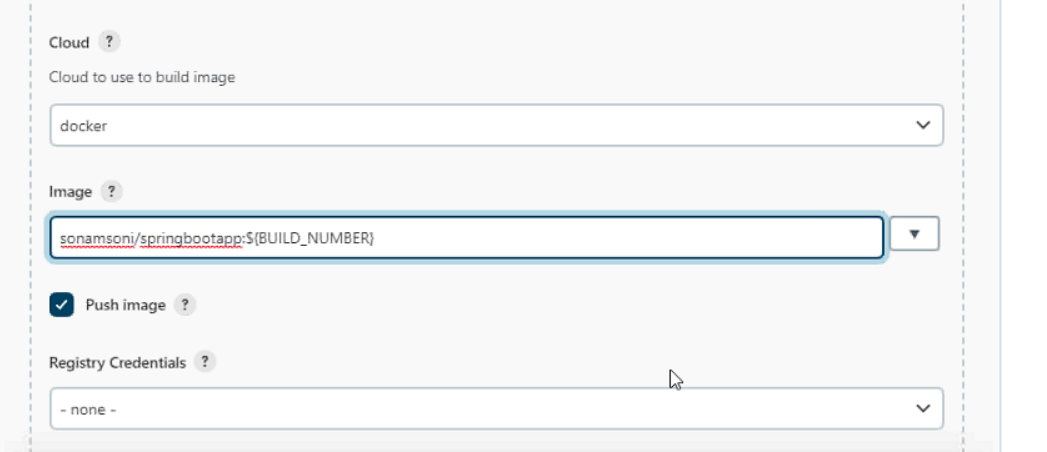 Cloud ?
Cloud to use to build image
docker
Image ?
sonamsoni/springbootapp:${BUILD_NUMBER}
Push image ?
Registry Credentials ?
- none -